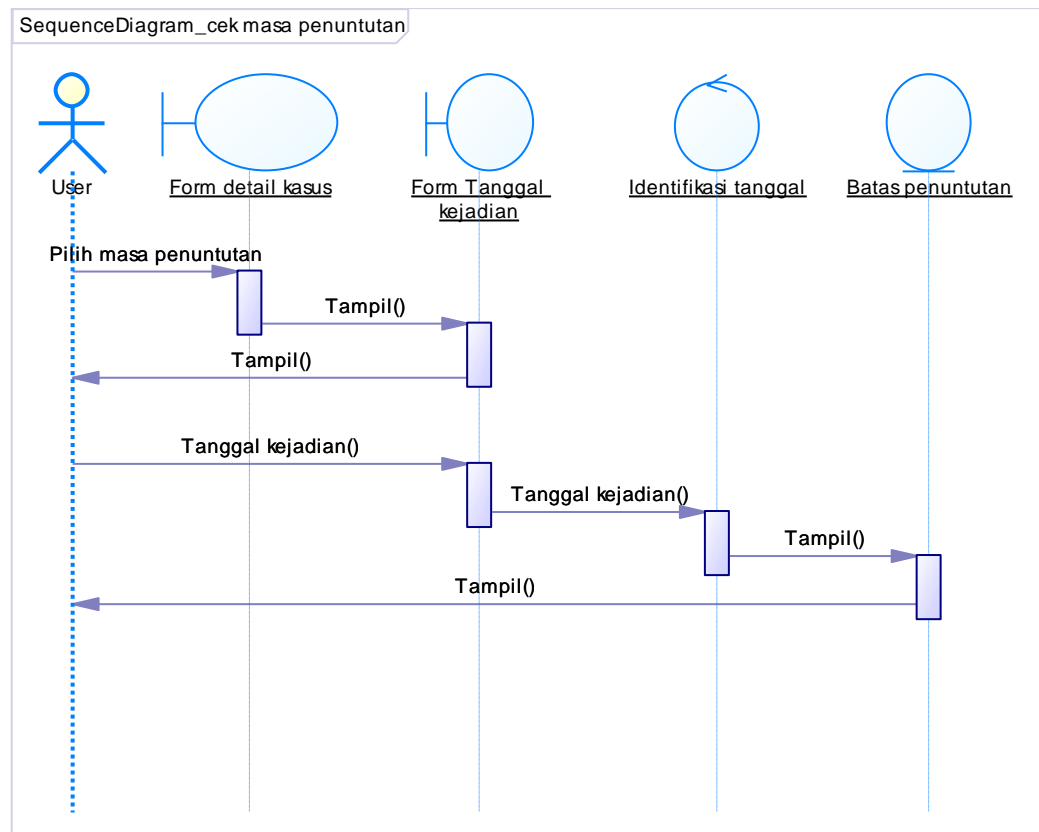 SequenceDiagram_cek masa penuntutan
User
Form detail kasus
Form Tanggal
kejadian
Identifikasi tanggal
Batas penuntutan
Pilih masa penuntutan
Tampil()
Tampil()
Tanggal kejadian()
Tanggal kejadian()
Tampil()
Tampil()